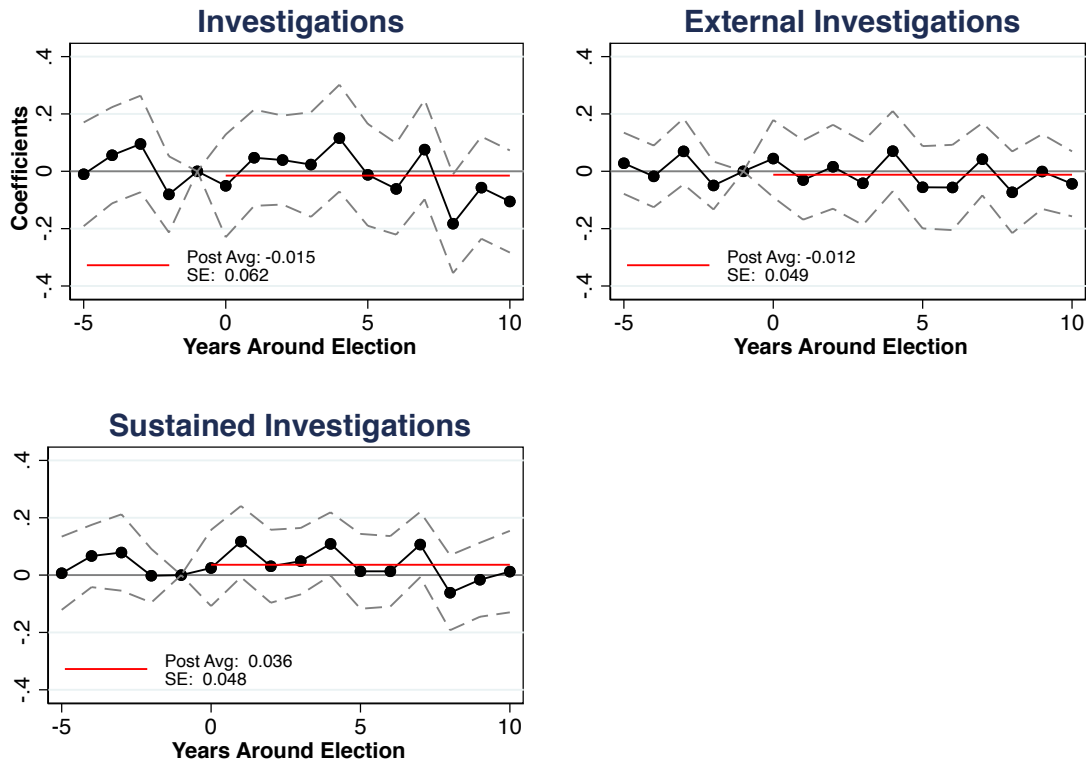 Investigations
Coefficients
.4
.2
0
-.2
-.4
Post Avg: -0.015
SE: 0.062
-5 0 5 10
Years Around Election
External Investigations
.4
.2
0
-.2
-.4
Post Avg: -0.012
SE: 0.049
-5 0 5 10
Years Around Election
Sustained Investigations
.4
.2
0
-.2
-.4
Post Avg: 0.036
SE: 0.048
-5 0 5 10
Years Around Election